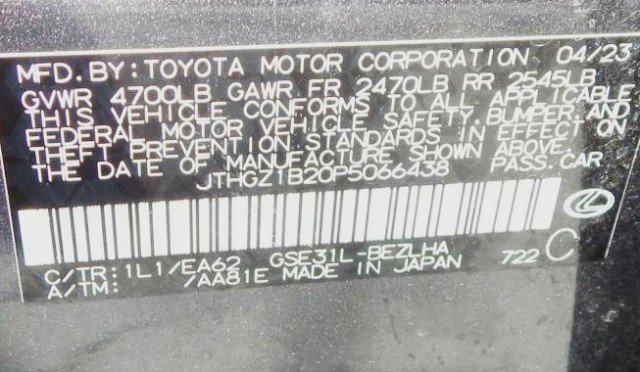 MFD. BY: TOYOTA MOTOR CORPORATION 04/23
GVWR 4700LB GAWR FR 2470LB RR 2545LB
THIS VEHICLE CONFORMS TO ALL APPLICABLE
FEDERAL MOTOR VEHICLE SAFETY, BUMPER, AND
THEFT PREVENTION STANDARDS IN EFFECT ON
THE DATE OF MANUFACTURE SHOWN ABOVE.
JTHGZ1B20P5066438 PASS. CAR
C/TR: 1L1/EA62 GSE31L-BEZLHA
A/TM: /AA81E MADE IN JAPAN 722 C